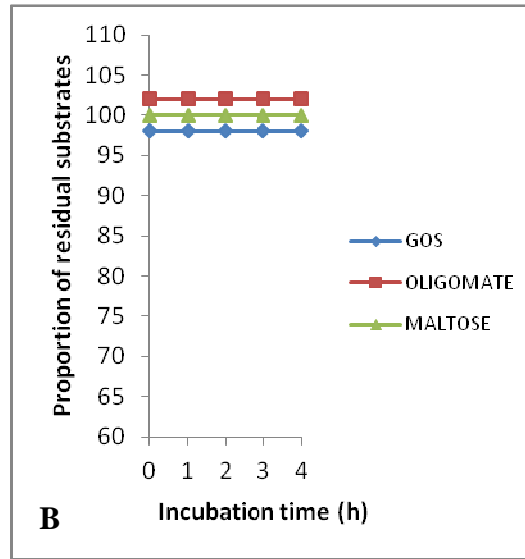 Proportion of residual substrates
110
105
100
95
90
85
80
75
70
65
60
0 1 2 3 4
Incubation time (h)
GOS
OLIGOMATE
MALTOSE
B